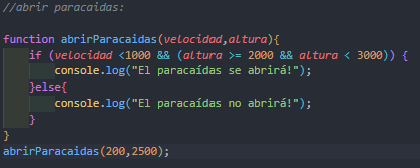 //abrir paracaidas:
function abrirParacaidas(velocidad,altura){
if (velocidad <1000 && (altura >= 2000 && altura < 3000)) {
console.log("El paracaídas se abrirá!");
}else{
console.log("El paracaídas no abrirá!");
}
}
abrirParacaidas(200,2500);